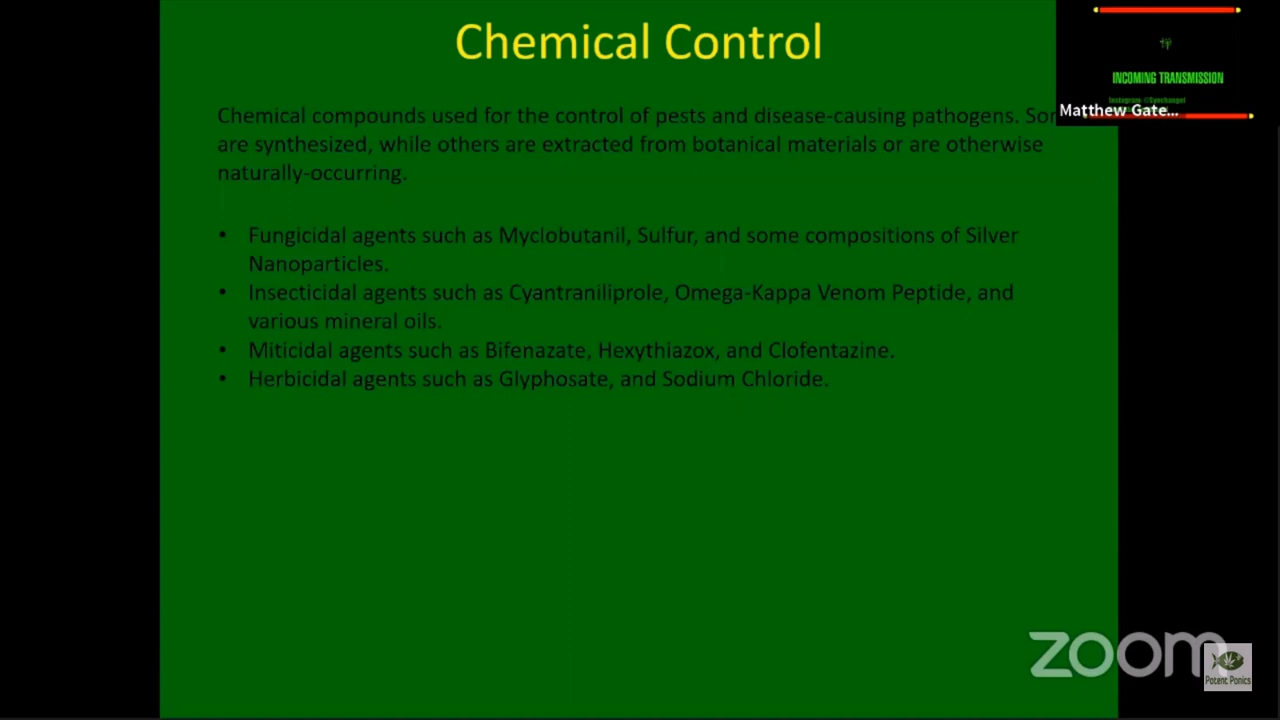 Chemical Control
INCOMING TRANSMISSION
Matthew Gate...
Chemical compounds used for the control of pests and disease-causing pathogens.
are synthesized, while others are extracted from botanical materials or are otherwise
naturally-occurring.
• Fungicidal agents such as Myclobutanil, Sulfur, and some compositions of Silver
Nanoparticles.
• Insecticidal agents such as Cyantraniliprole, Omega-Kappa Venom Peptide, and
various mineral oils.
• Miticidal agents such as Bifenazate, Hexythiazox, and Clofentazine.
• Herbicidal agents such as Glyphosate, and Sodium Chloride.
zoom
Potent Ponics